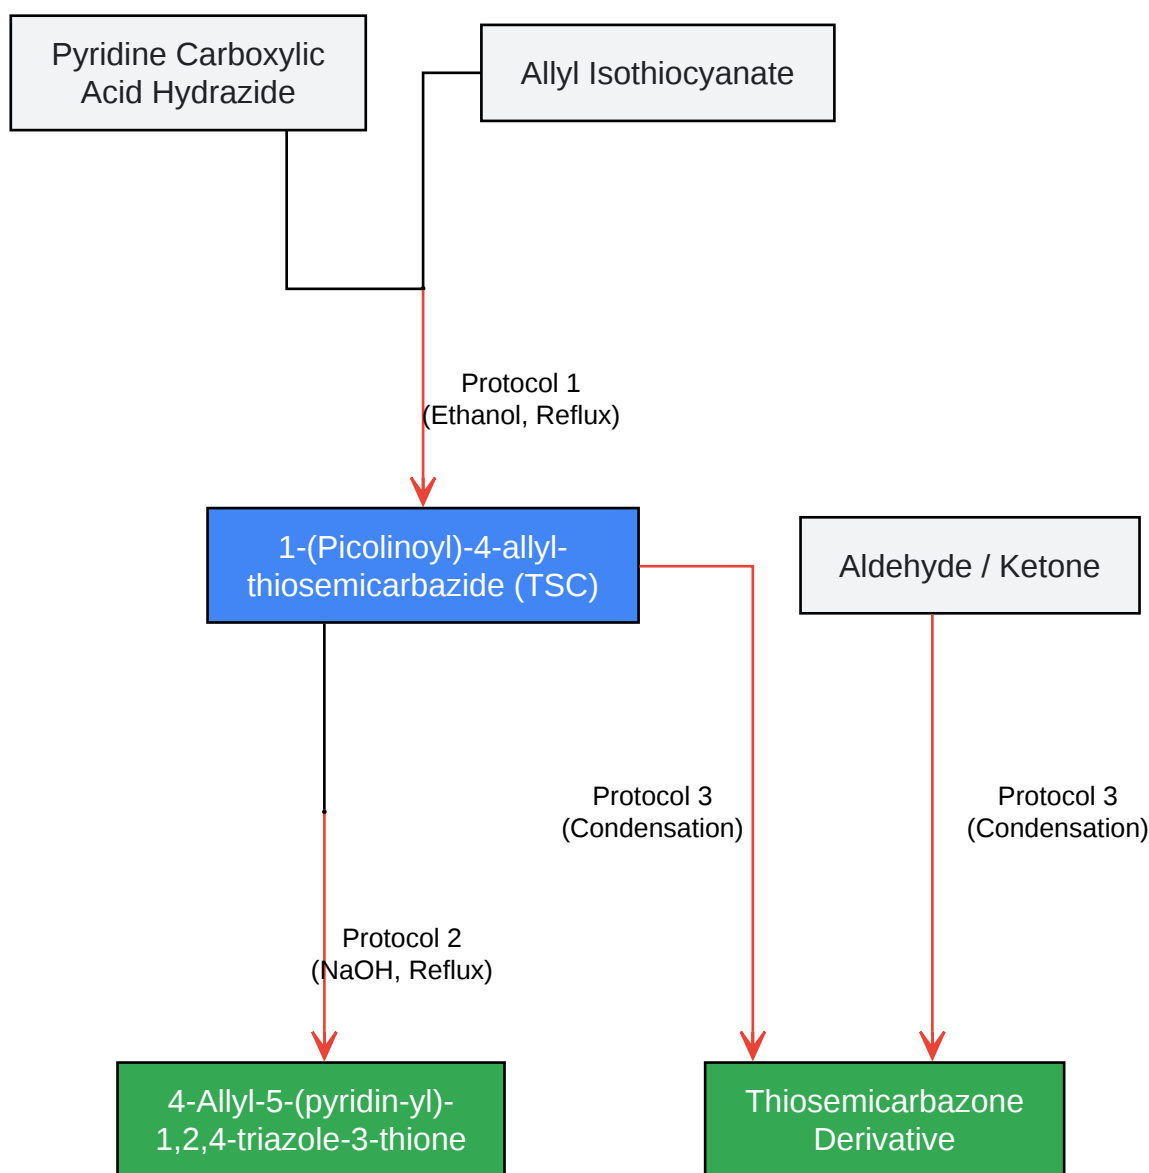 Pyridine Carboxylic
Acid Hydrazide
Allyl Isothiocyanate
Protocol 1
(Ethanol, Reflux)
1-(Picolinoyl)-4-allyl-
thiosemicarbazide (TSC)
Aldehyde / Ketone
Protocol 3
(Condensation)
Protocol 3
(Condensation)
Protocol 2
(NaOH, Reflux)
4-Allyl-5-(pyridin-yl)-
1,2,4-triazole-3-thione
Thiosemicarbazone
Derivative